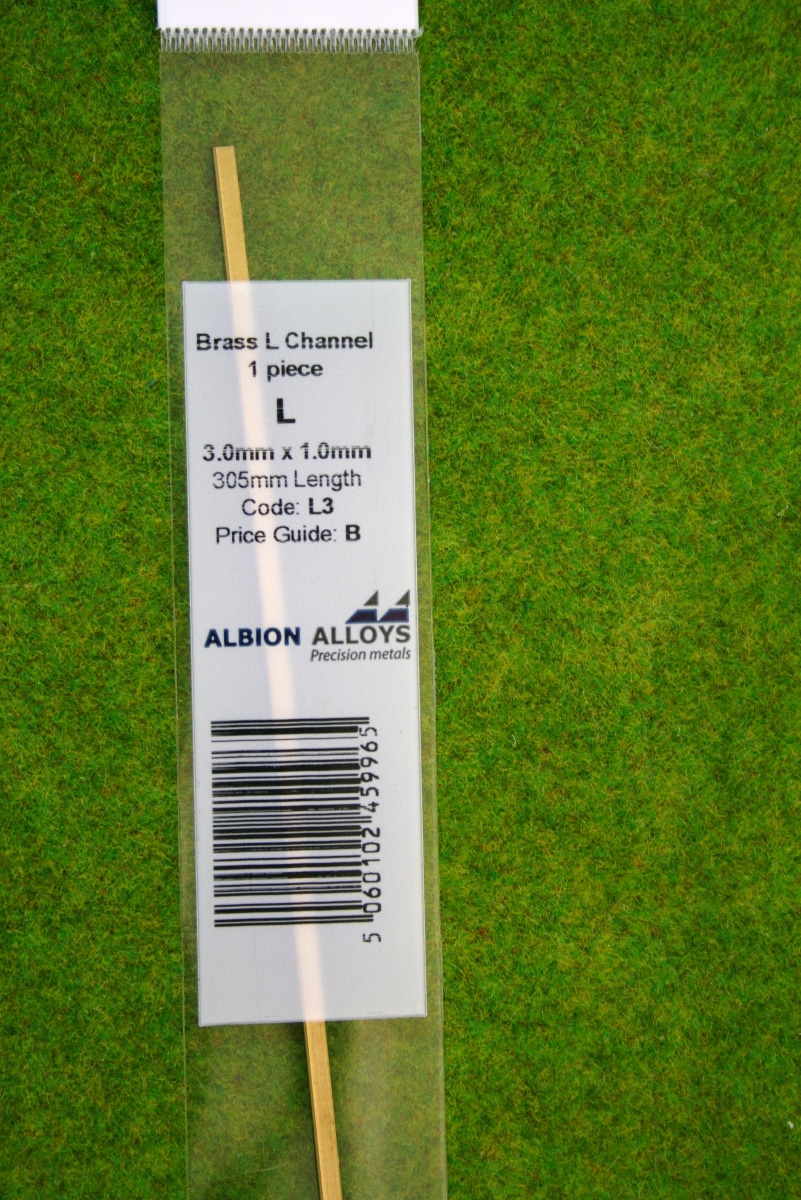 Brass L Channel
1 piece
L
3.0mm x 1.0mm
305mm Length
Code: L3
Price Guide: B
ALBION ALLOYS
Precision metals
5 060102 459965